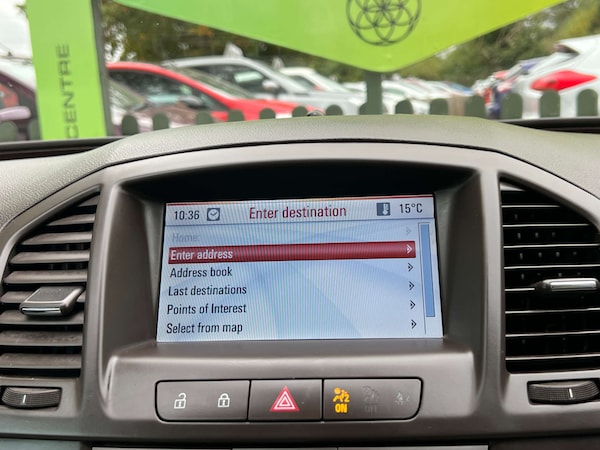 CENTRE
10:36 Enter destination 15°C
Home:
Enter address
Address book
Last destinations
Points of Interest
Select from map
2
ON